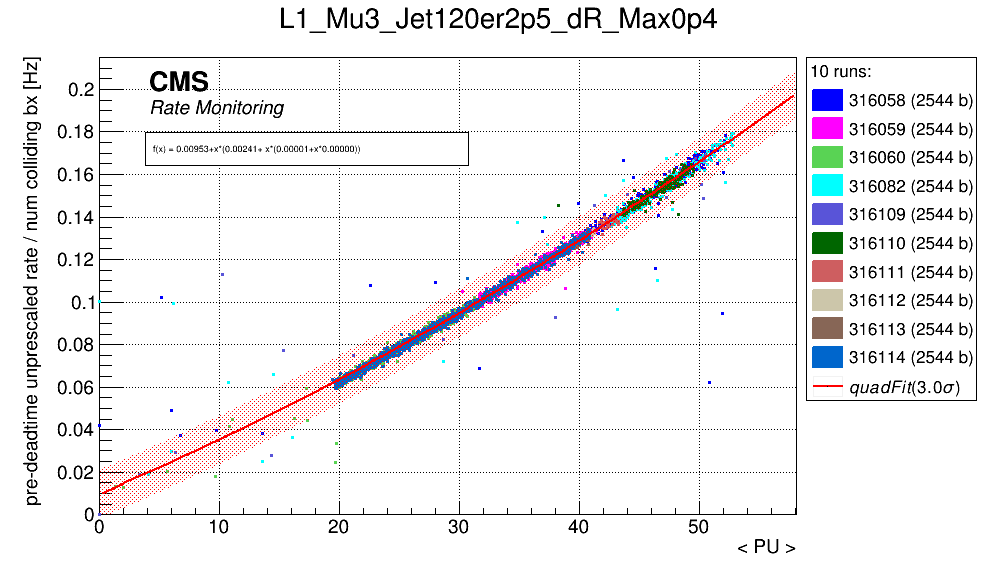 L1_Mu3_Jet120er2p5_dR_Max0p4
pre-deadtime unprescaled rate / num colliding bx [Hz]
0.2
0.18
0.16
0.14
0.12
0.1
0.08
0.06
0.04
0.02
0
CMS
Rate Monitoring
f(x) = 0.00953+x*(0.00241+ x*(0.00001+x*0.00000))
0 10 20 30 40 50
< PU >
10 runs:
316058 (2544 b)
316059 (2544 b)
316060 (2544 b)
316082 (2544 b)
316109 (2544 b)
316110 (2544 b)
316111 (2544 b)
316112 (2544 b)
316113 (2544 b)
316114 (2544 b)
quadFit(3.0σ)